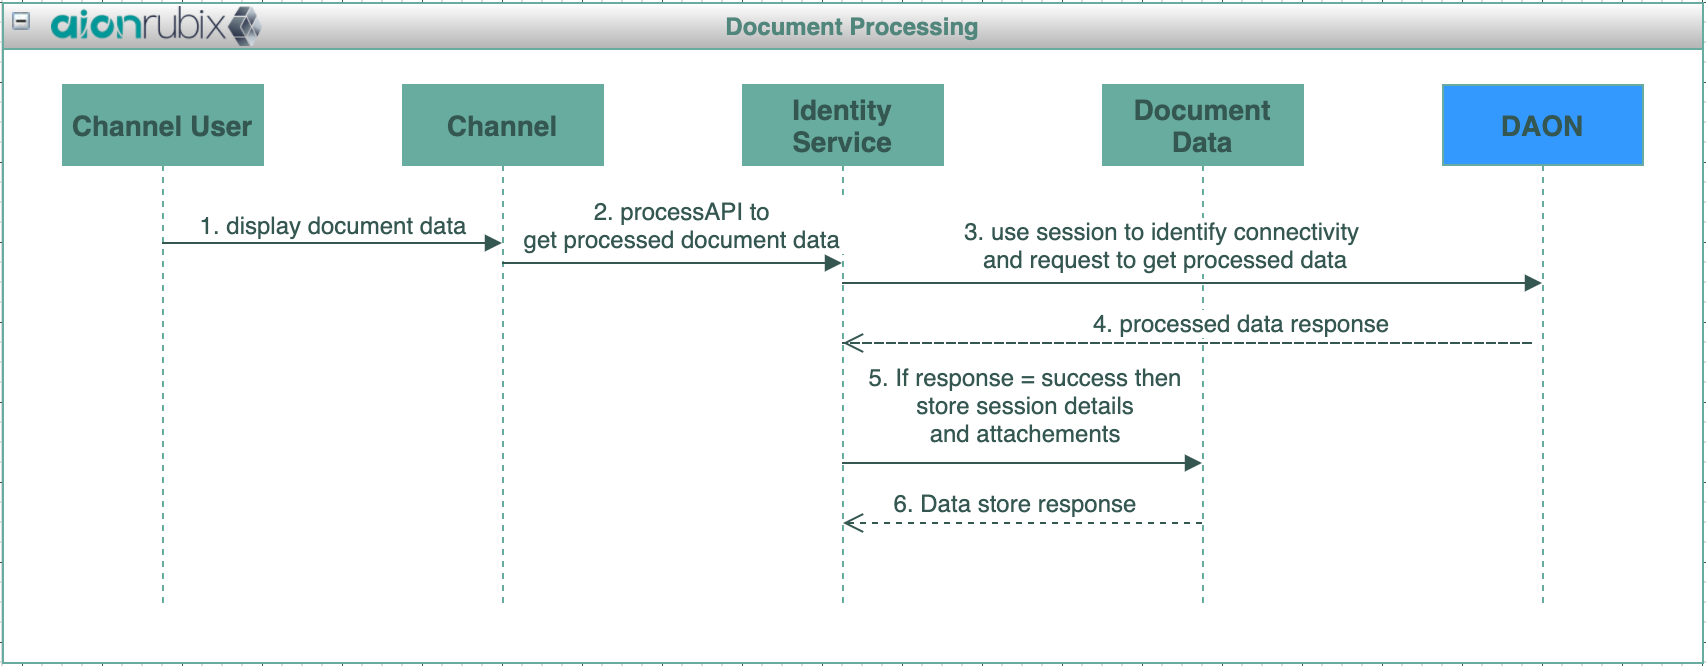 aionrubix
Document Processing
Channel User
Channel
Identity
Service
Document
Data
DAON
1. display document data
2. processAPI to
get processed document data
3. use session to identify connectivity
and request to get processed data
4. processed data response
5. If response = success then
store session details
and attachements
6. Data store response